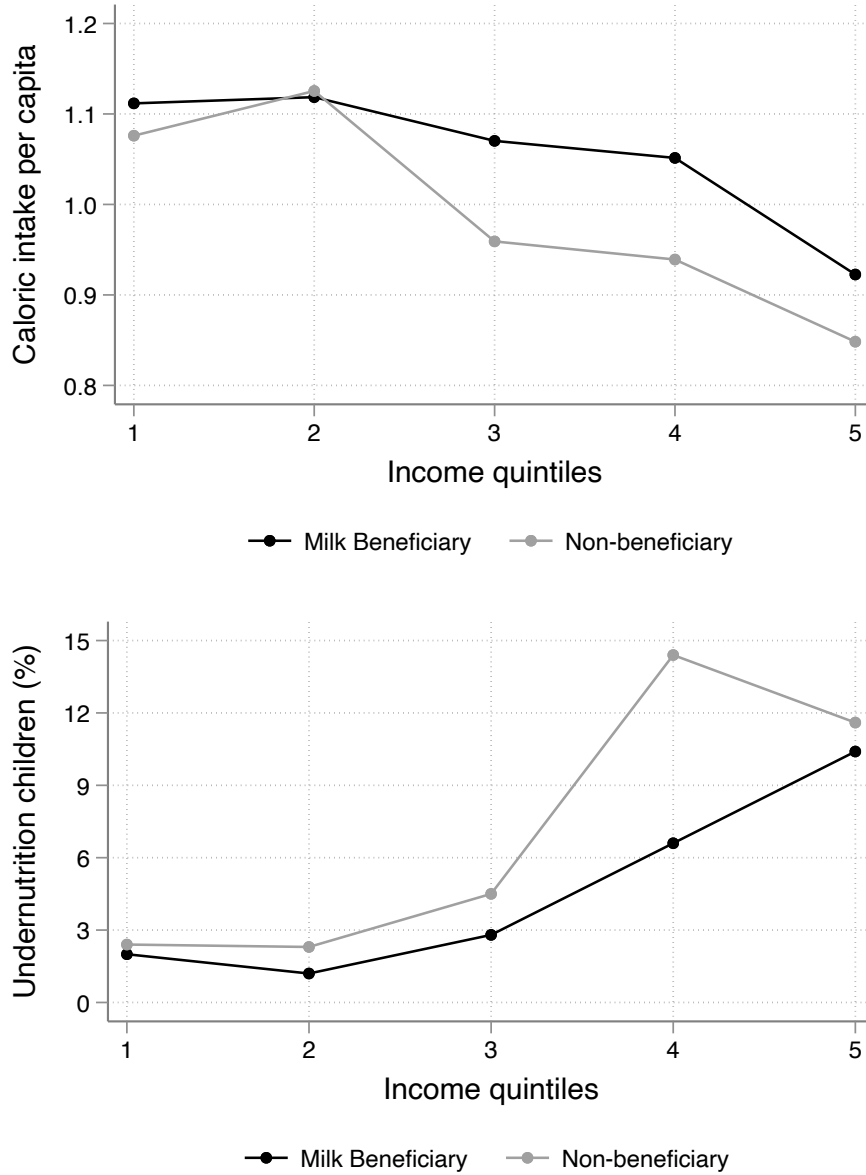 1.2
1.1
1.0
0.9
0.8
Caloric intake per capita
1 2 3 4 5
Income quintiles
Milk Beneficiary Non-beneficiary
15
12
9
6
3
0
Undernutrition children (%)
1 2 3 4 5
Income quintiles
Milk Beneficiary Non-beneficiary